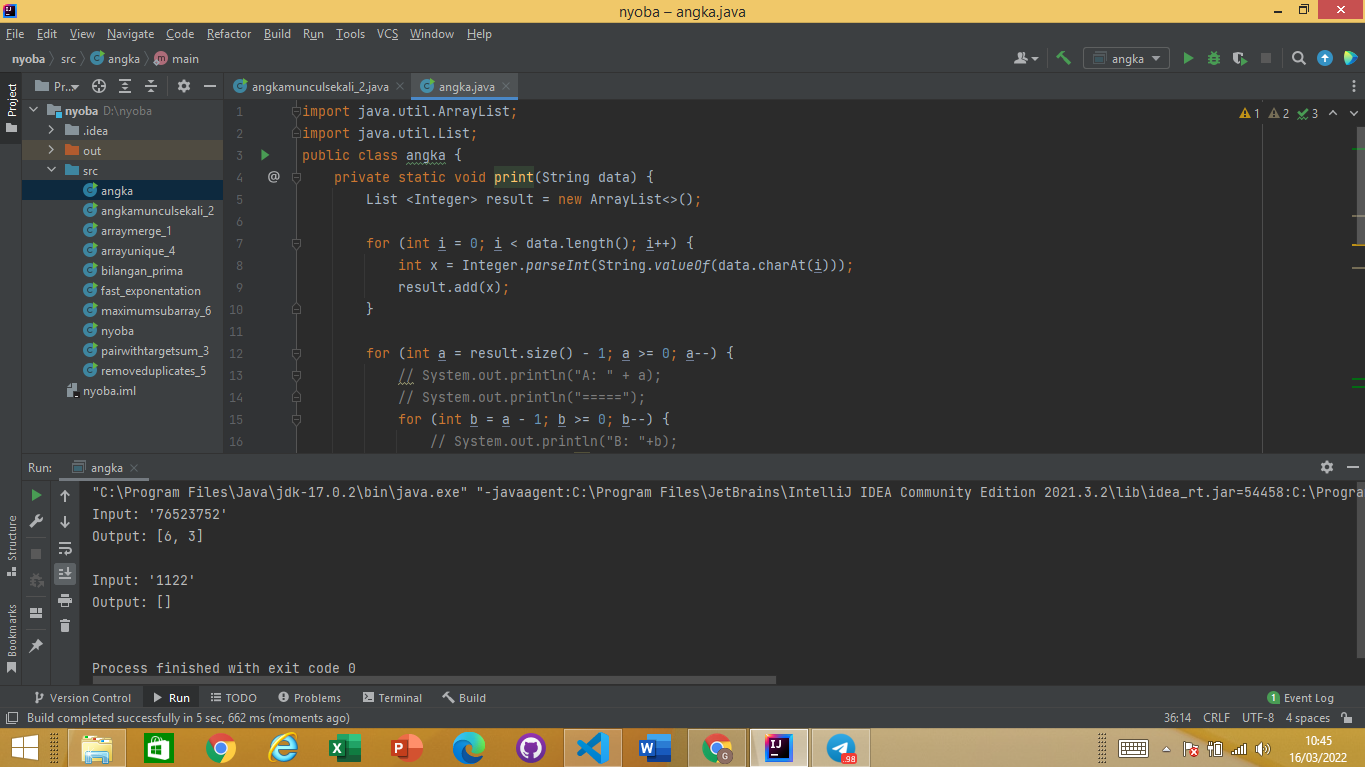 nyoba – angka.java
File Edit View Navigate Code Refactor Build Run Tools VCS Window Help
nyoba src angka main
angka
Project
Pr...
angkamunculsekali_2.java
angka.java
nyoba D:\nyoba
.idea
out
src
angka
angkamunculsekali_2
arraymerge_1
arrayunique_4
bilangan_prima
fast_exponentation
maximumsubarray_6
nyoba
pairwithtargetsum_3
removeduplicates_5
nyoba.iml
1 2 3
1 import java.util.ArrayList;
2 import java.util.List;
3 public class angka {
4 @ private static void print(String data) {
5 List <Integer> result = new ArrayList<>();
6
7 for (int i = 0; i < data.length(); i++) {
8 int x = Integer.parseInt(String.valueOf(data.charAt(i)));
9 result.add(x);
10 }
11
12 for (int a = result.size() - 1; a >= 0; a--) {
13 // System.out.println("A: " + a);
14 // System.out.println("=====");
15 for (int b = a - 1; b >= 0; b--) {
16 // System.out.println("B: "+b);
Run: angka
"C:\Program Files\Java\jdk-17.0.2\bin\java.exe" "-javaagent:C:\Program Files\JetBrains\IntelliJ IDEA Community Edition 2021.3.2\lib\idea_rt.jar=54458:C:\Progra
Input: '76523752'
Output: [6, 3]
Input: '1122'
Output: []
Process finished with exit code 0
Structure
Bookmarks
Version Control Run TODO Problems Terminal Build
1 Event Log
Build completed successfully in 5 sec, 662 ms (moments ago)
36:14 CRLF UTF-8 4 spaces
10:45
16/03/2022